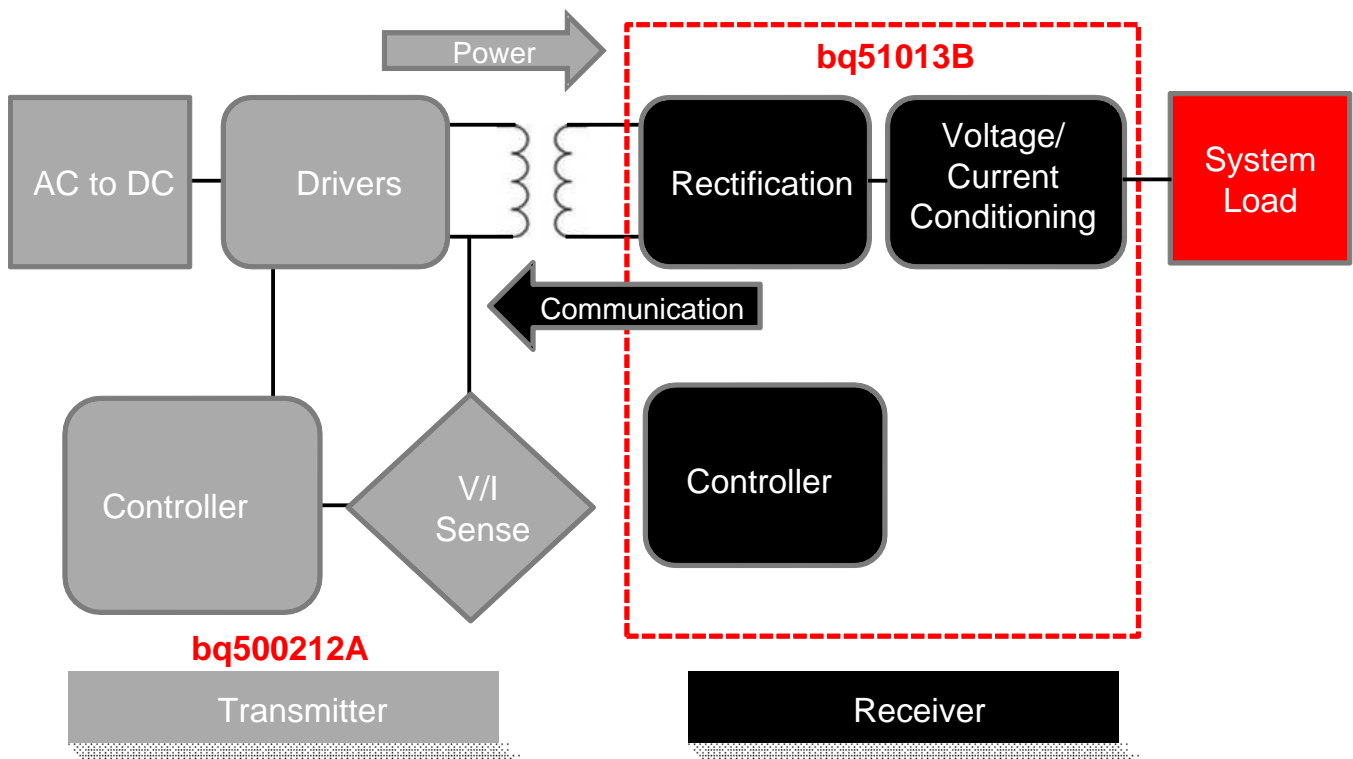 Power
bq51013B
AC to DC
Drivers
Rectification
Voltage/
Current
Conditioning
System
Load
Communication
Controller
V/I
Sense
Controller
bq500212A
Transmitter
Receiver